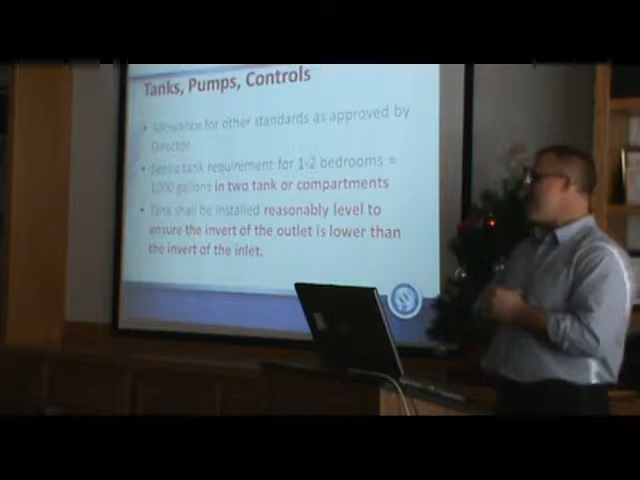 Tanks, Pumps, Controls
• Allowance for other standards as approved by
Director
• Septic tank requirement for 1-2 bedrooms =
1000 gallons in two tank or compartments
• Tank shall be installed reasonably level to
ensure the invert of the outlet is lower than
the invert of the inlet.